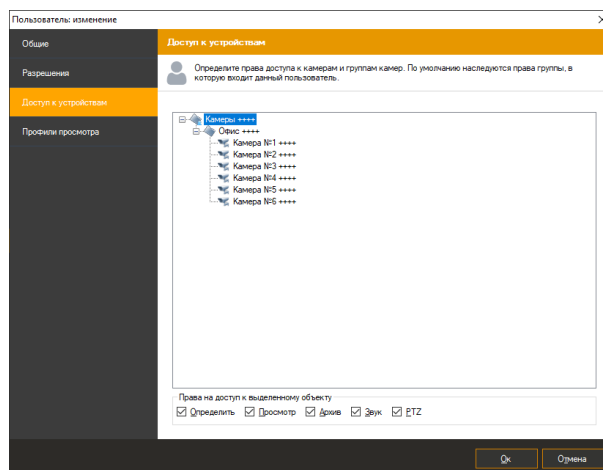 Пользователь: изменение
Общие
Разрешения
Доступ к устройствам
Профили просмотра
Доступ к устройствам
Определите права доступа к камерам и группам камер. По умолчанию наследуются права группы, в
которую входит данный пользователь.
Камеры ++++
Офис ++++
Камера №1 ++++
Камера №2 ++++
Камера №3 ++++
Камера №4 ++++
Камера №5 ++++
Камера №6 ++++
Права на доступ к выделенному объекту
Определить Просмотр Архив Звук PTZ
Ок Отмена